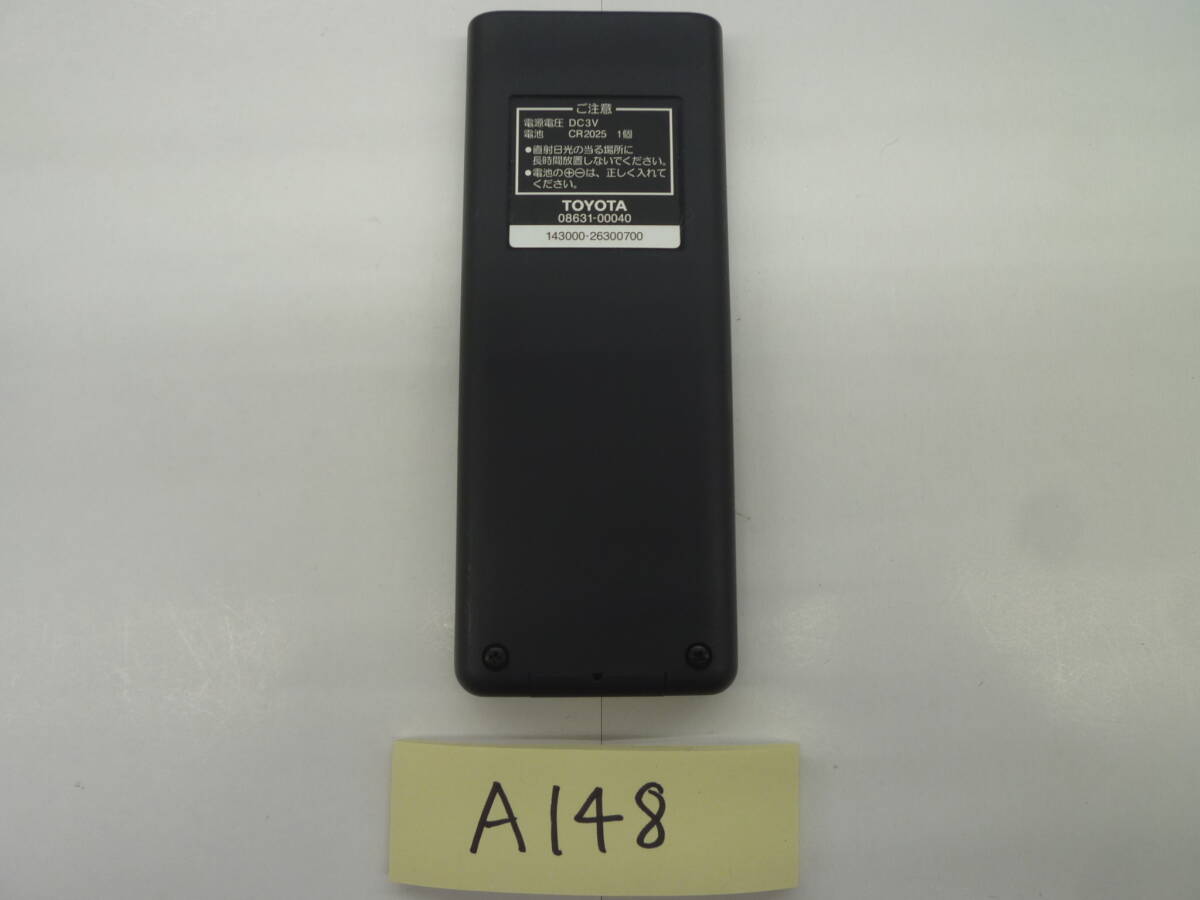 ご注意
電源電圧 DC3V
電池 CR2025 1個
●直射日光の当る場所に
長時間放置しないでください。
●電池の⊕⊖は、正しく入れて
ください。
TOYOTA
08631-00040
143000-26300700
A148